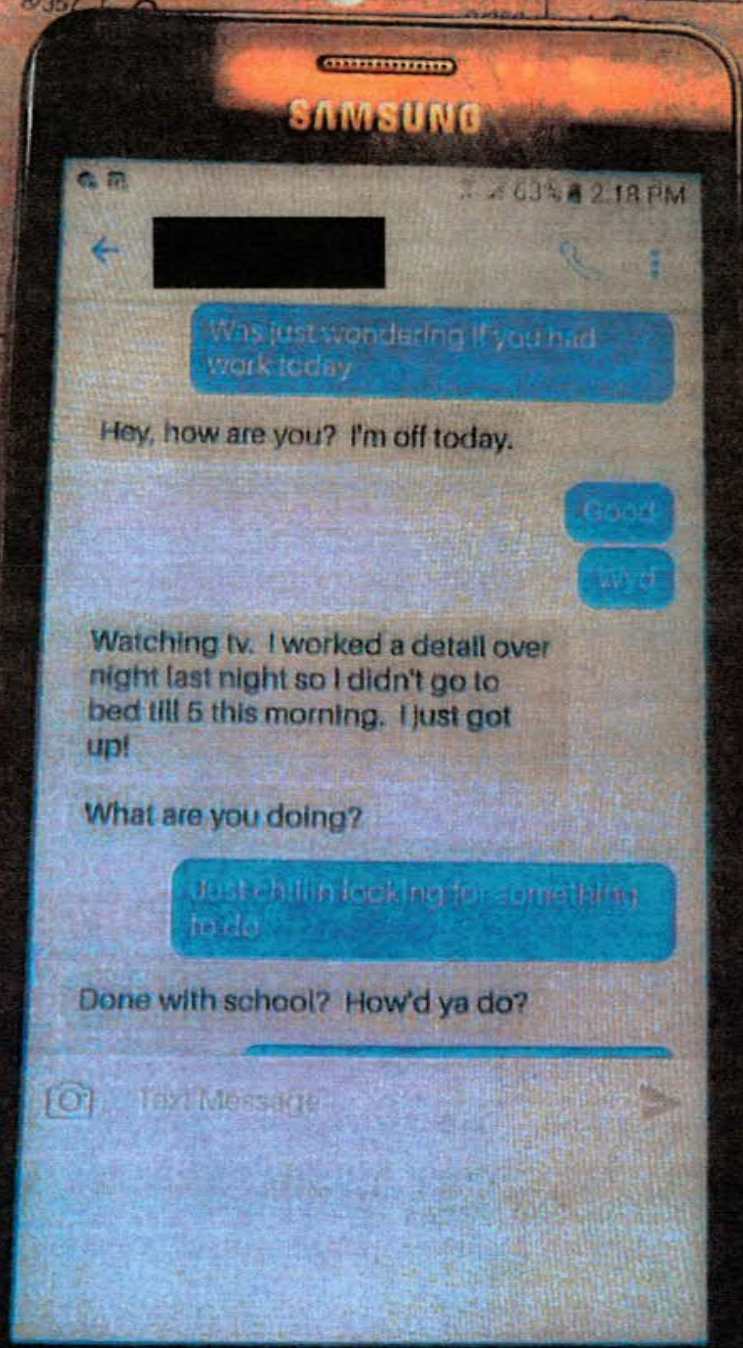 SAMSUNG
63% 2:18 PM
Was just wondering if you had
work today
Hey, how are you? I'm off today.
Good
wyd
Watching tv. I worked a detail over
night last night so I didn't go to
bed till 5 this morning. I just got
up!
What are you doing?
Just chillin looking for something
to do
Done with school? How'd ya do?
Text Message